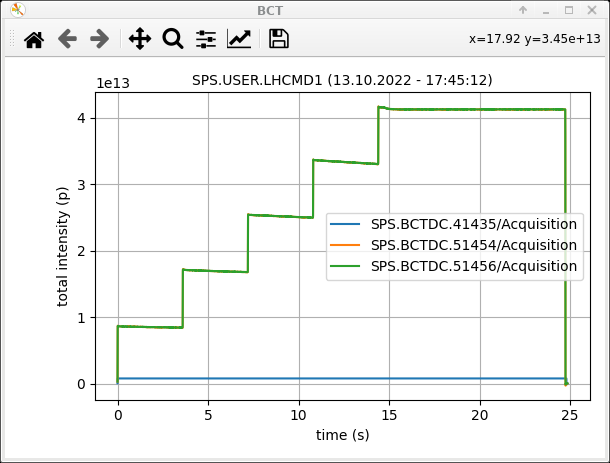 BCT
x=17.92 y=3.45e+13
SPS.USER.LHCMD1 (13.10.2022 - 17:45:12)
1e13
4
3
2
1
0
total intensity (p)
SPS.BCTDC.41435/Acquisition
SPS.BCTDC.51454/Acquisition
SPS.BCTDC.51456/Acquisition
0 5 10 15 20 25
time (s)